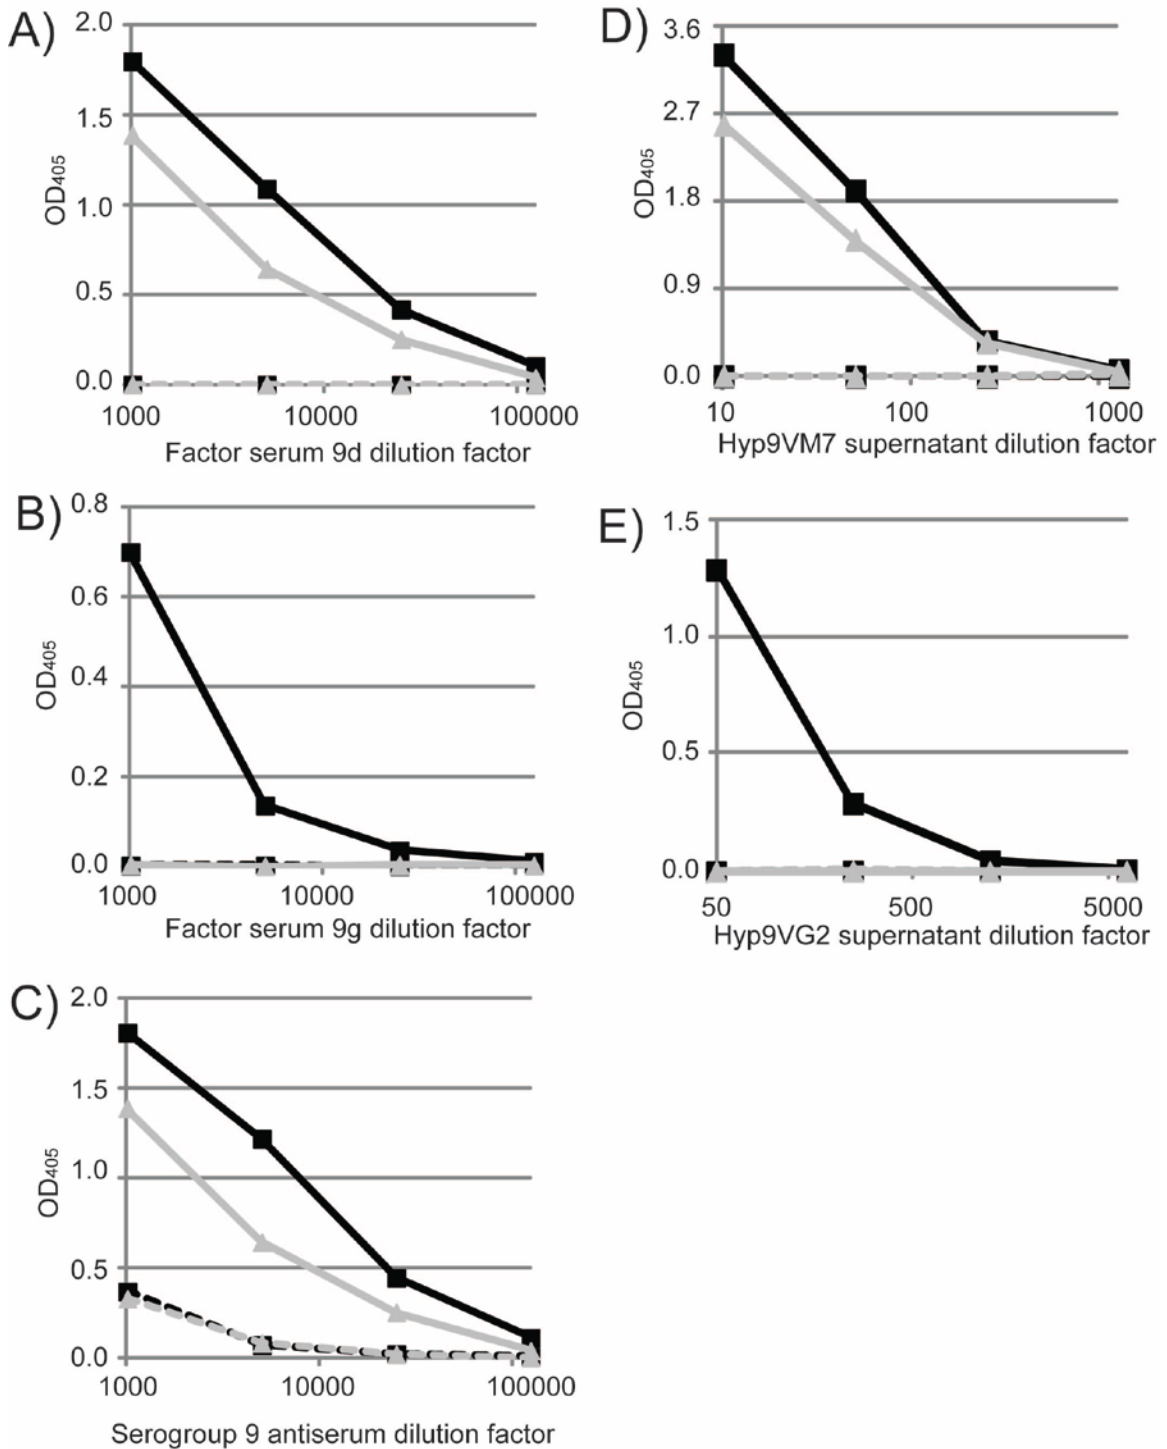 A)
2.0
1.5
1.0
0.5
0.0
OD405
1000 10000 100000
Factor serum 9d dilution factor
B)
0.8
0.6
0.4
0.2
0.0
OD405
1000 10000 100000
Factor serum 9g dilution factor
C)
2.0
1.5
1.0
0.5
0.0
OD405
1000 10000 100000
Serogroup 9 antiserum dilution factor
D)
3.6
2.7
1.8
0.9
0.0
OD405
10 100 1000
Hyp9VM7 supernatant dilution factor
E)
1.5
1.0
0.5
0.0
OD405
50 500 5000
Hyp9VG2 supernatant dilution factor